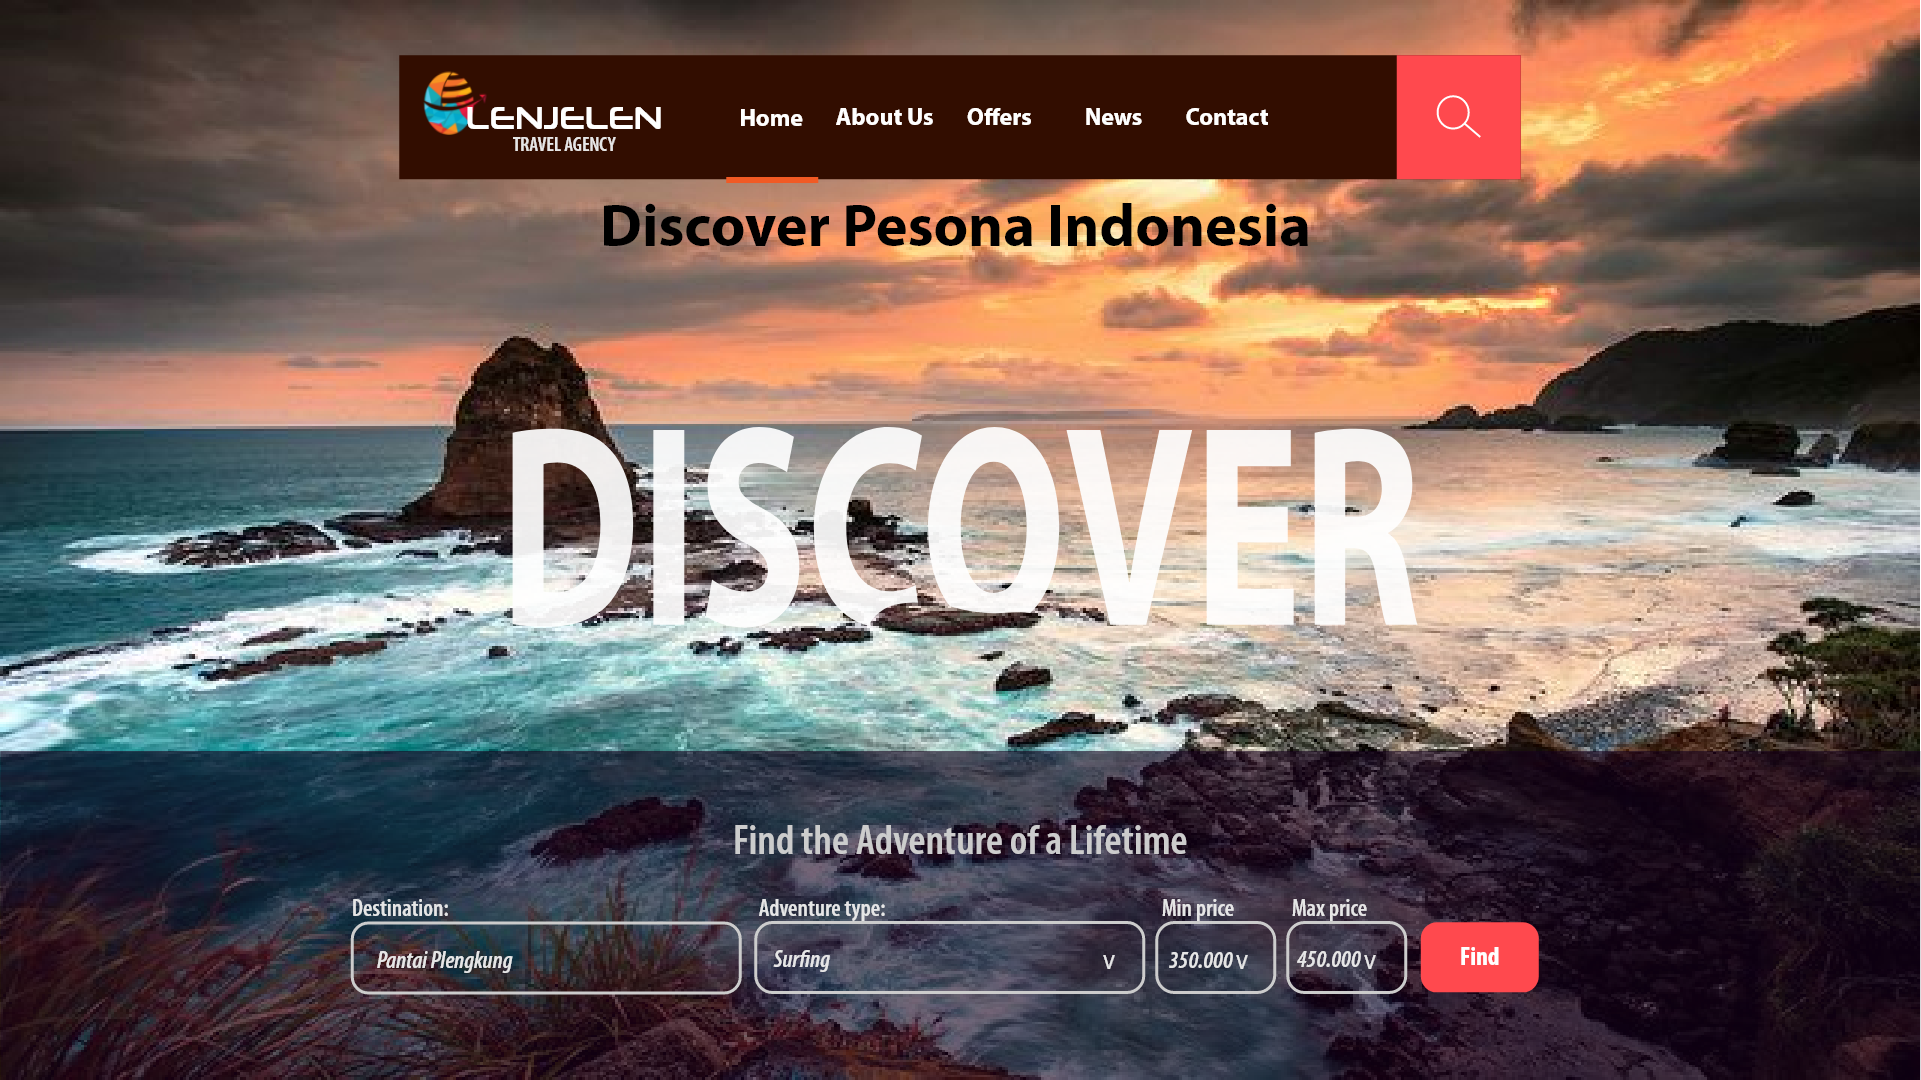 LENJELEN
TRAVEL AGENCY
Home About Us Offers News Contact
Discover Pesona Indonesia
DISCOVER
Find the Adventure of a Lifetime
Destination: Adventure type: Min price Max price
Pantai Plengkung Surfing v 350.000 v 450.000 v Find